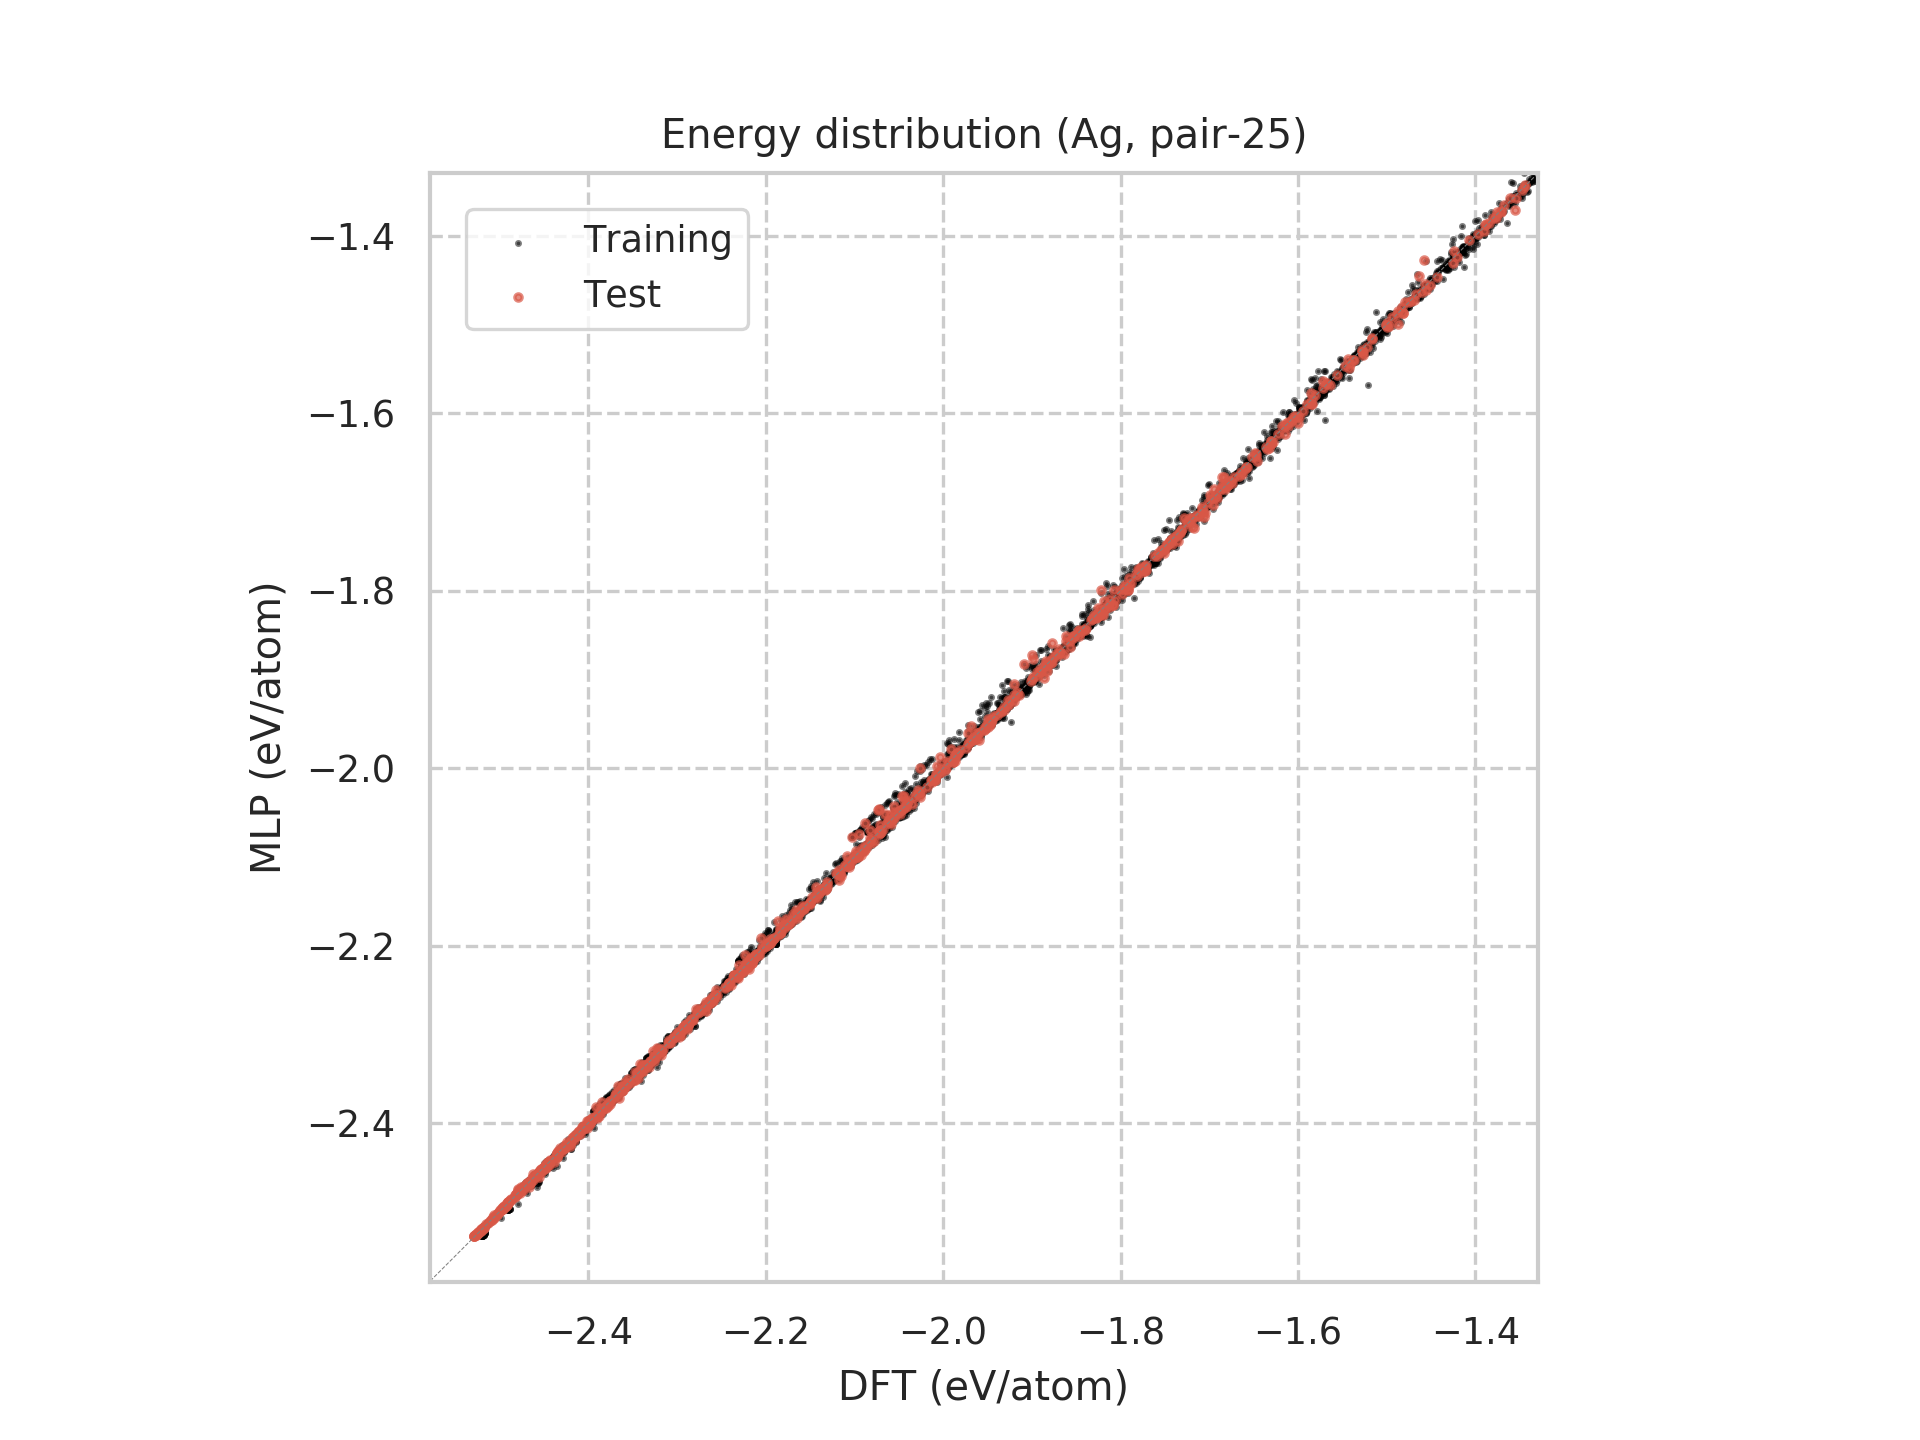 Energy distribution (Ag, pair-25)
Training
Test
MLP (eV/atom)
−1.4
−1.6
−1.8
−2.0
−2.2
−2.4
−2.4 −2.2 −2.0 −1.8 −1.6 −1.4
DFT (eV/atom)